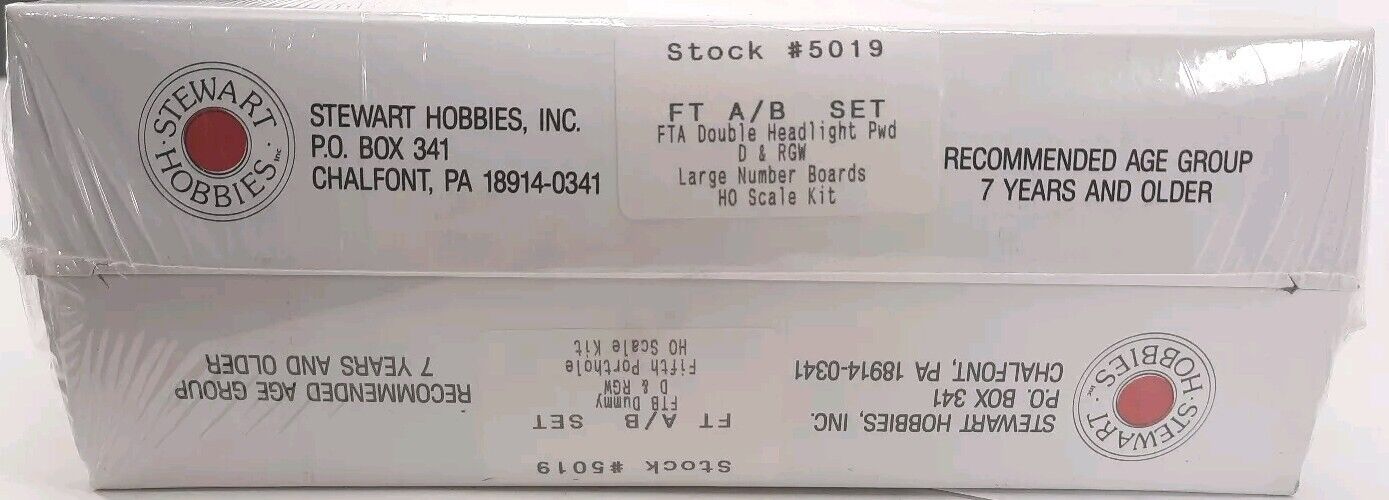 STEWART HOBBIES, Inc
STEWART HOBBIES, INC.
P.O. BOX 341
CHALFONT, PA 18914-0341
Stock #5019
FT A/B SET
FTA Double Headlight Pwd
D & RGW
Large Number Boards
HO Scale Kit
RECOMMENDED AGE GROUP
7 YEARS AND OLDER
STEWART HOBBIES, Inc
STEWART HOBBIES, INC.
P.O. BOX 341
CHALFONT, PA 18914-0341
Stock #5019
FT A/B SET
FTB Dummy
D & RGW
Fifth Porthole
HO Scale Kit
RECOMMENDED AGE GROUP
7 YEARS AND OLDER